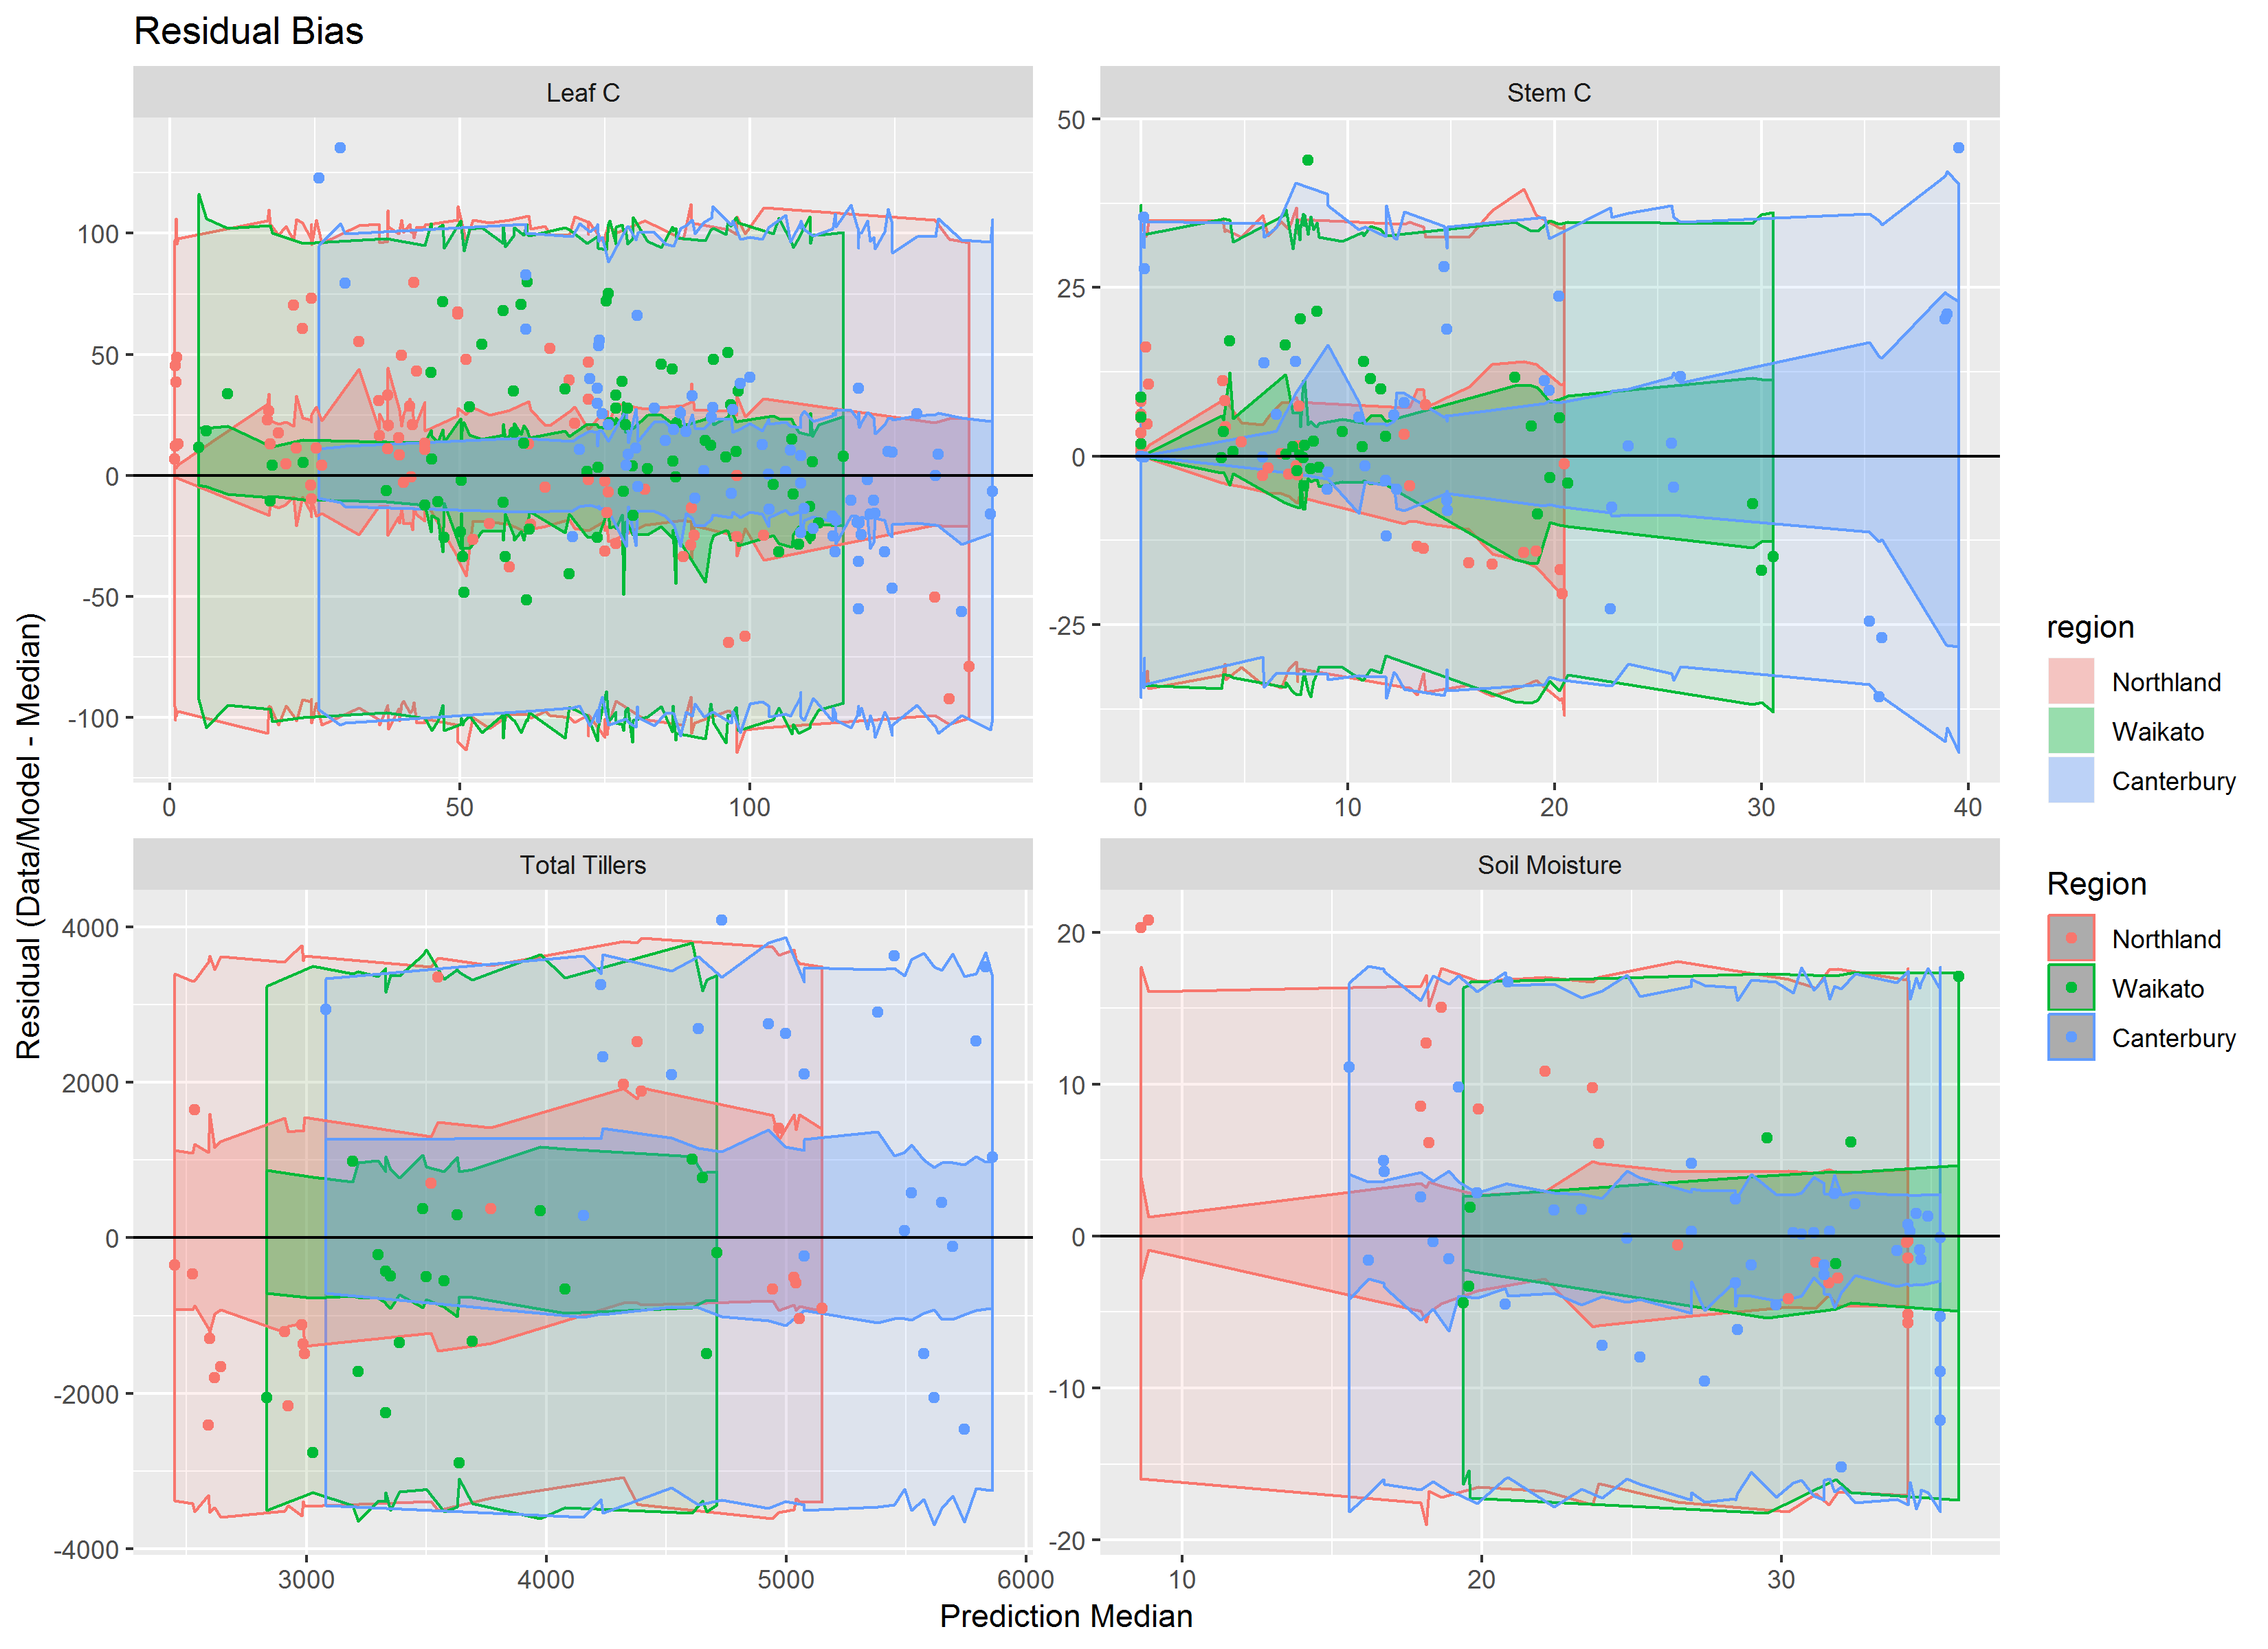 Residual Bias
Leaf C
Stem C
100
50
0
-50
-100
0 50 100
50
25
0
-25
0 10 20 30 40
Total Tillers
Soil Moisture
4000
2000
0
-2000
-4000
3000 4000 5000 6000
20
10
0
-10
-20
10 20 30
Prediction Median
Residual (Data/Model - Median)
region
Northland
Waikato
Canterbury
Region
Northland
Waikato
Canterbury